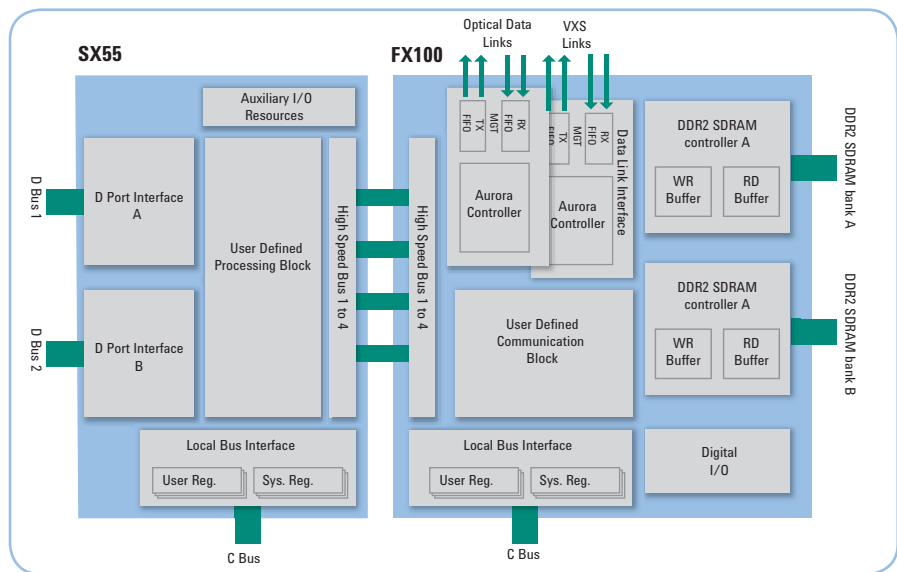 SX55
Auxiliary I/O
Resources
D Bus 1
D Port Interface
A
D Bus 2
D Port Interface
B
User Defined
Processing Block
High Speed Bus 1 to 4
Local Bus Interface
User Reg.
Sys. Reg.
C Bus
FX100
Optical Data
Links
VXS
Links
High Speed Bus 1 to 4
TX
FIFO
MGT
RX
FIFO
Aurora
Controller
TX
FIFO
MGT
RX
FIFO
Aurora
Controller
Data Link Interface
User Defined
Communication
Block
Local Bus Interface
User Reg.
Sys. Reg.
C Bus
DDR2 SDRAM
controller A
WR
Buffer
RD
Buffer
DDR2 SDRAM bank A
DDR2 SDRAM
controller A
WR
Buffer
RD
Buffer
DDR2 SDRAM bank B
Digital
I/O